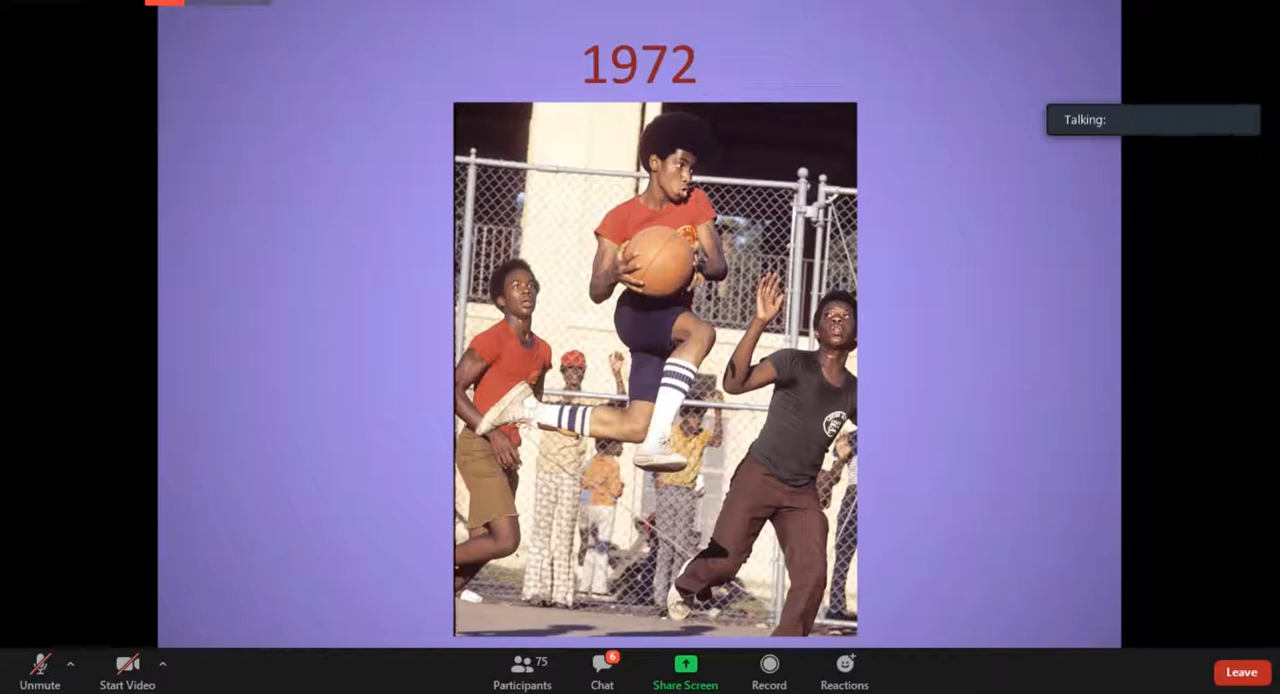 1972
Talking:
75
6
Unmute
Start Video
Participants
Chat
Share Screen
Record
Reactions
Leave